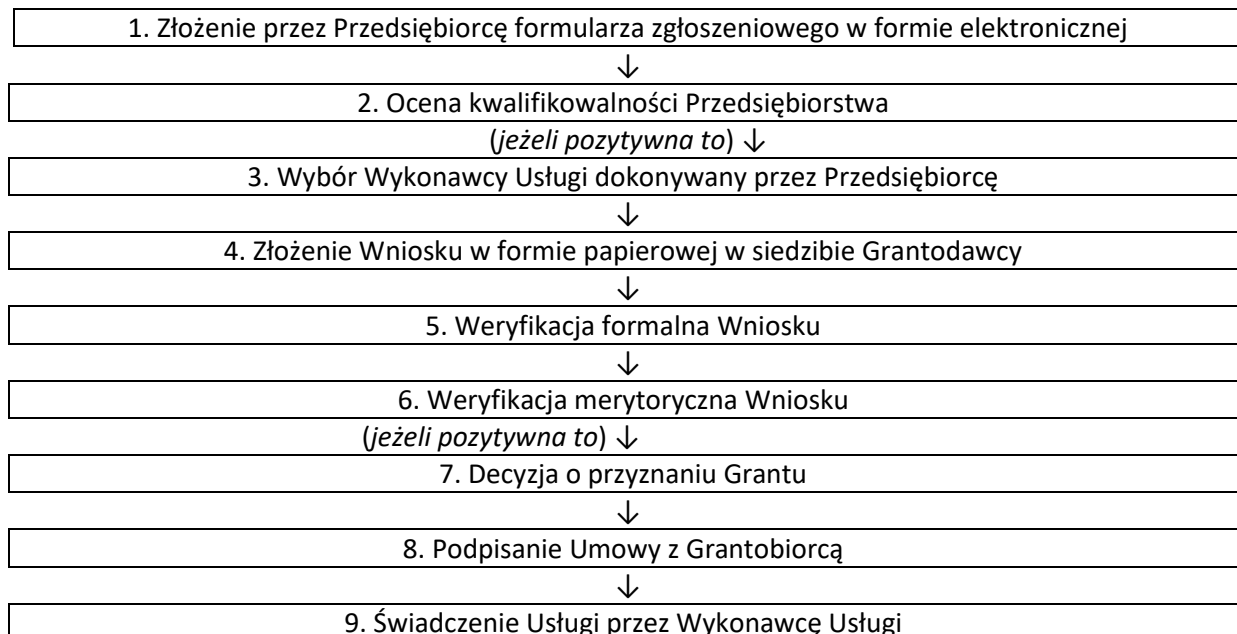 1. Złożenie przez Przedsiębiorcę formularza zgłoszeniowego w formie elektronicznej
↓
2. Ocena kwalifikowalności Przedsiębiorstwa
(jeżeli pozytywna to) ↓
3. Wybór Wykonawcy Usługi dokonywany przez Przedsiębiorcę
↓
4. Złożenie Wniosku w formie papierowej w siedzibie Grantodawcy
↓
5. Weryfikacja formalna Wniosku
↓
6. Weryfikacja merytoryczna Wniosku
(jeżeli pozytywna to) ↓
7. Decyzja o przyznaniu Grantu
↓
8. Podpisanie Umowy z Grantobiorcą
↓
9. Świadczenie Usługi przez Wykonawcę Usługi